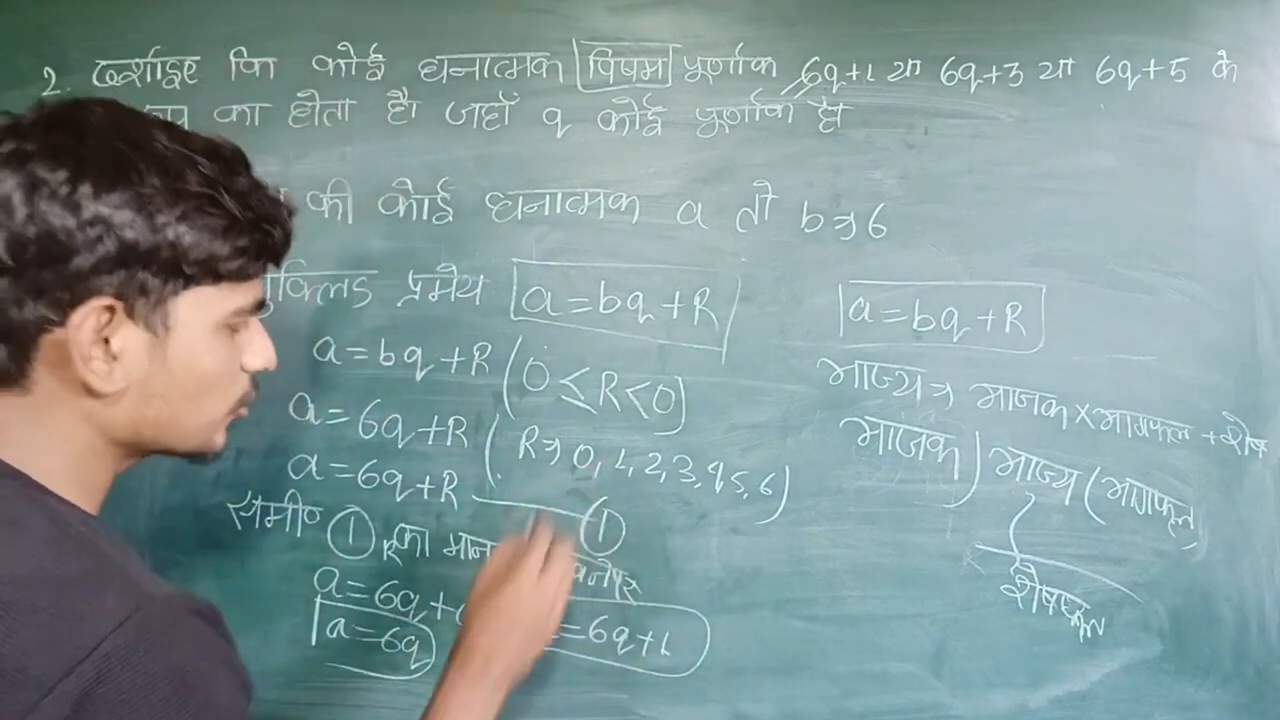 2. दर्शाइए कि कोई धनात्मक विषम पूर्णांक 6q+1 या 6q+3 या 6q+5 के
का होता है। जहाँ q कोई पूर्णांक है।
की कोई धनात्मक a तो b→6
प्रमेय a=bq+R
a=bq+R (0≤R<0)
a=6q+R (R→0,1,2,3,4,5,6)
a=6q+R ——— (1)
समी० (1) R का मान
a=6q+
a=6q =6q+1
a=bq+R
भाज्य→ भाजक×भागफल+शेष
भाजक)भाज्य(भागफल
शेषफल